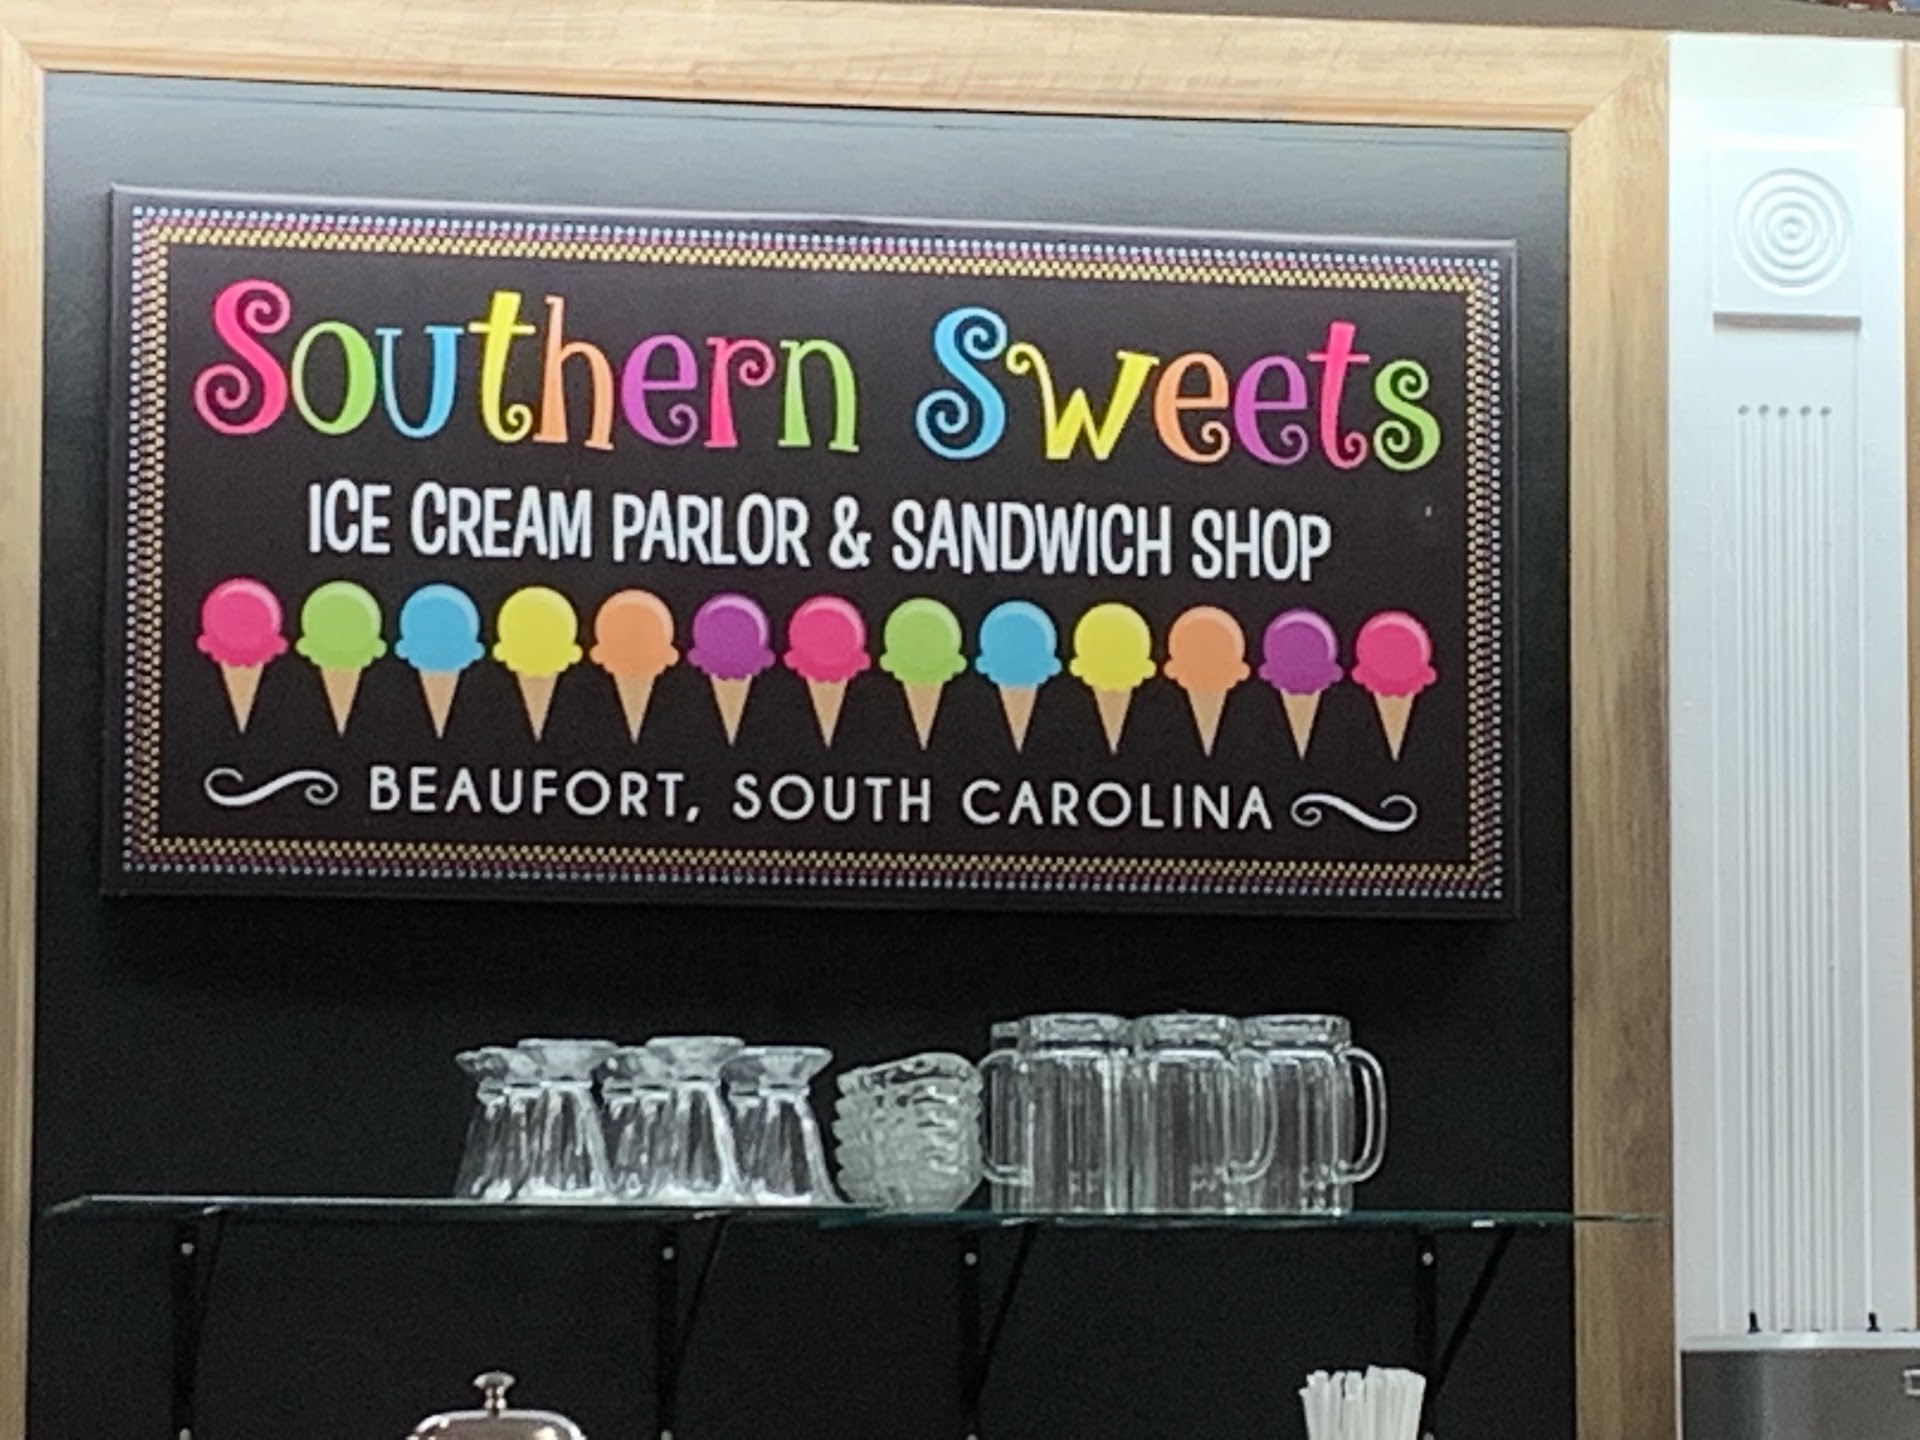 Southern Sweets
ICE CREAM PARLOR & SANDWICH SHOP
BEAUFORT, SOUTH CAROLINA